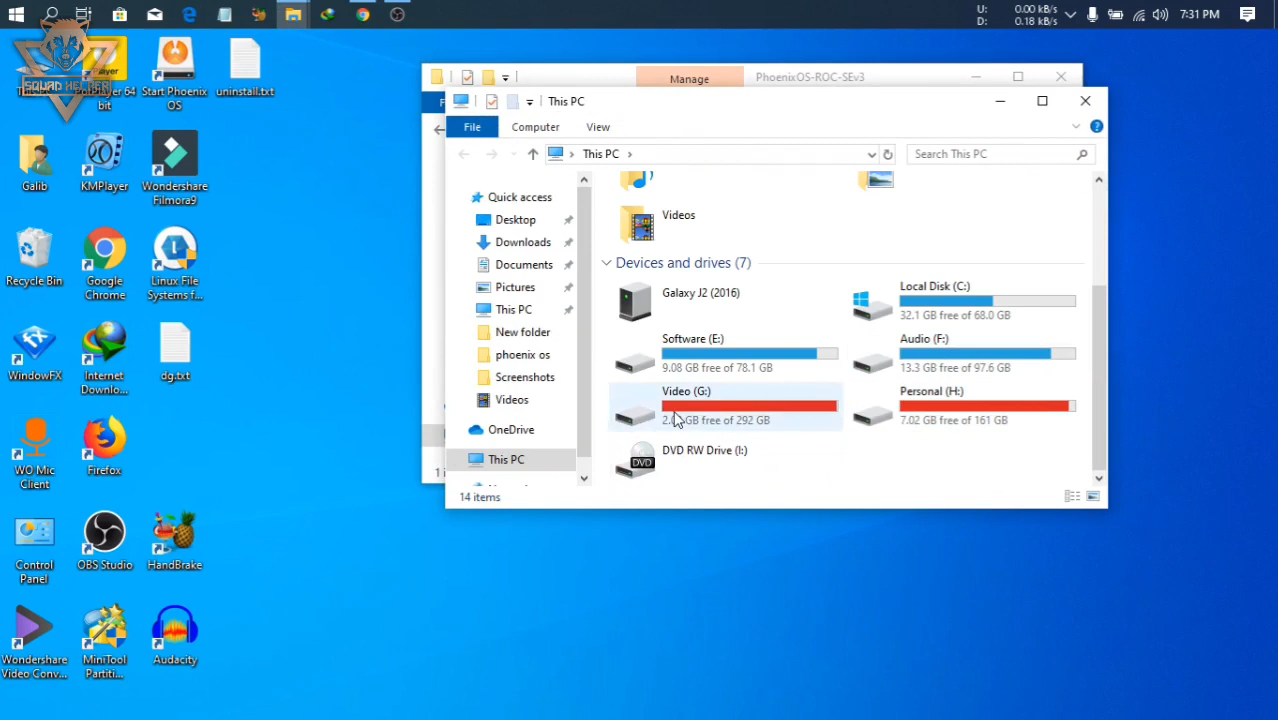 U: 0.00 kB/s
D: 0.18 kB/s
7:31 PM
SQUAD HELPER
Player 64
bit
Start Phoenix
OS
uninstall.txt
Galib
KMPlayer
Wondershare
Filmora9
Recycle Bin
Google
Chrome
Linux File
Systems f...
WindowFX
Internet
Downlo...
dg.txt
WO Mic
Client
Firefox
Control
Panel
OBS Studio
HandBrake
Wondershare
Video Conv...
MiniTool
Partiti...
Audacity
Manage
PhoenixOS-ROC-SEv3
This PC
File
Computer
View
This PC
Search This PC
Quick access
Desktop
Downloads
Documents
Pictures
This PC
New folder
phoenix os
Screenshots
Videos
OneDrive
This PC
Videos
Devices and drives (7)
Galaxy J2 (2016)
Local Disk (C:)
32.1 GB free of 68.0 GB
Software (E:)
9.08 GB free of 78.1 GB
Audio (F:)
13.3 GB free of 97.6 GB
Video (G:)
GB free of 292 GB
Personal (H:)
7.02 GB free of 161 GB
DVD RW Drive (I:)
DVD
14 items